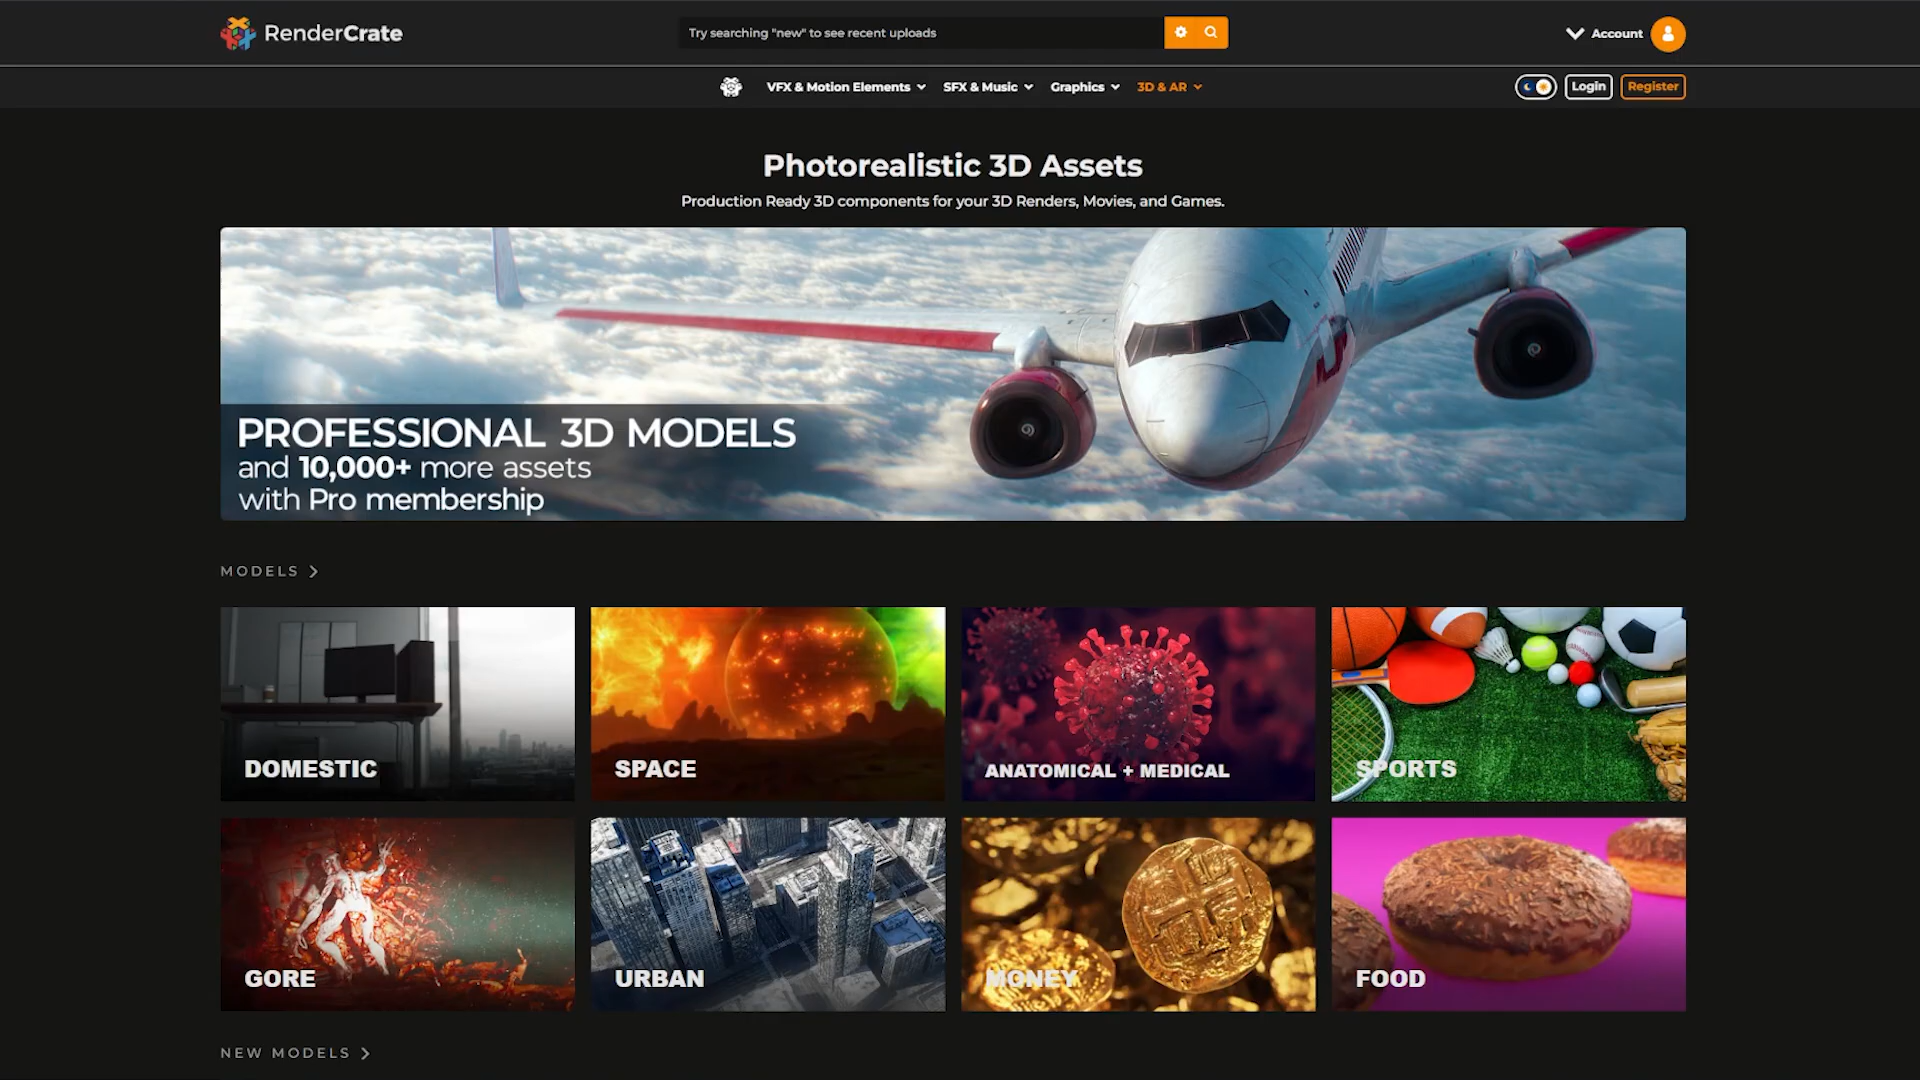 RenderCrate
Try searching "new" to see recent uploads
Account
VFX & Motion Elements
SFX & Music
Graphics
3D & AR
Login
Register
Photorealistic 3D Assets
Production Ready 3D components for your 3D Renders, Movies, and Games.
PROFESSIONAL 3D MODELS
and 10,000+ more assets
with Pro membership
MODELS
DOMESTIC
SPACE
ANATOMICAL + MEDICAL
SPORTS
GORE
URBAN
MONEY
FOOD
NEW MODELS